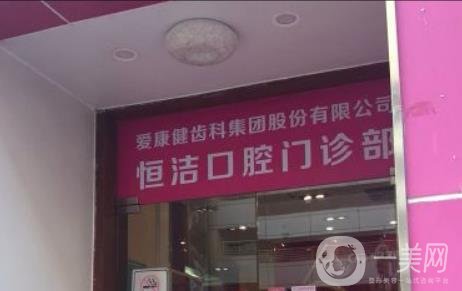 爱康健齿科集团股份有限公司
恒洁口腔门诊部
一美网